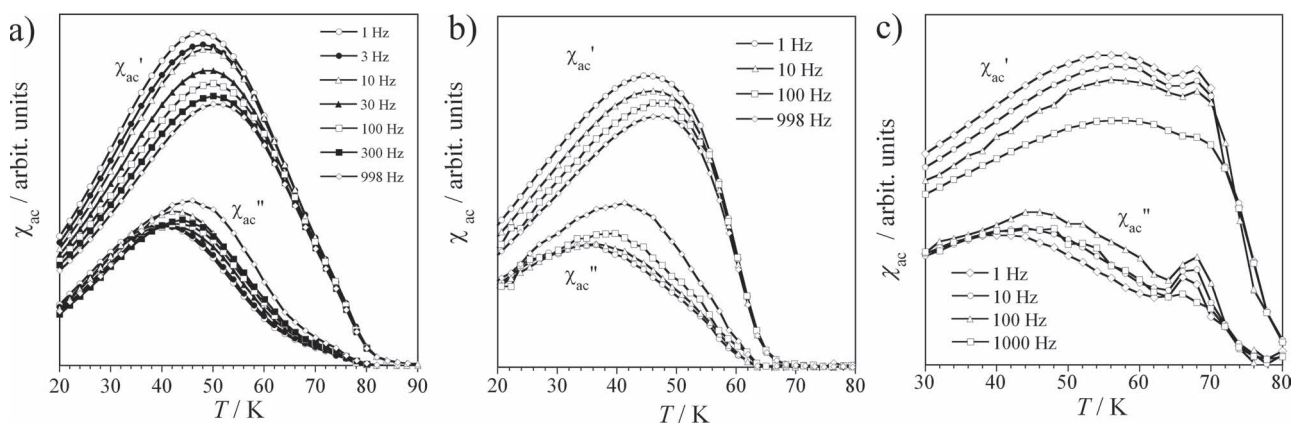 a)
χac / arbit. units
χac'
χac"
1 Hz
3 Hz
10 Hz
30 Hz
100 Hz
300 Hz
998 Hz
20 30 40 50 60 70 80 90
T / K
b)
χac / arbit. units
χac'
χac"
1 Hz
10 Hz
100 Hz
998 Hz
20 30 40 50 60 70 80
T / K
c)
χac / arbit. units
χac'
χac"
1 Hz
10 Hz
100 Hz
1000 Hz
30 40 50 60 70 80
T / K